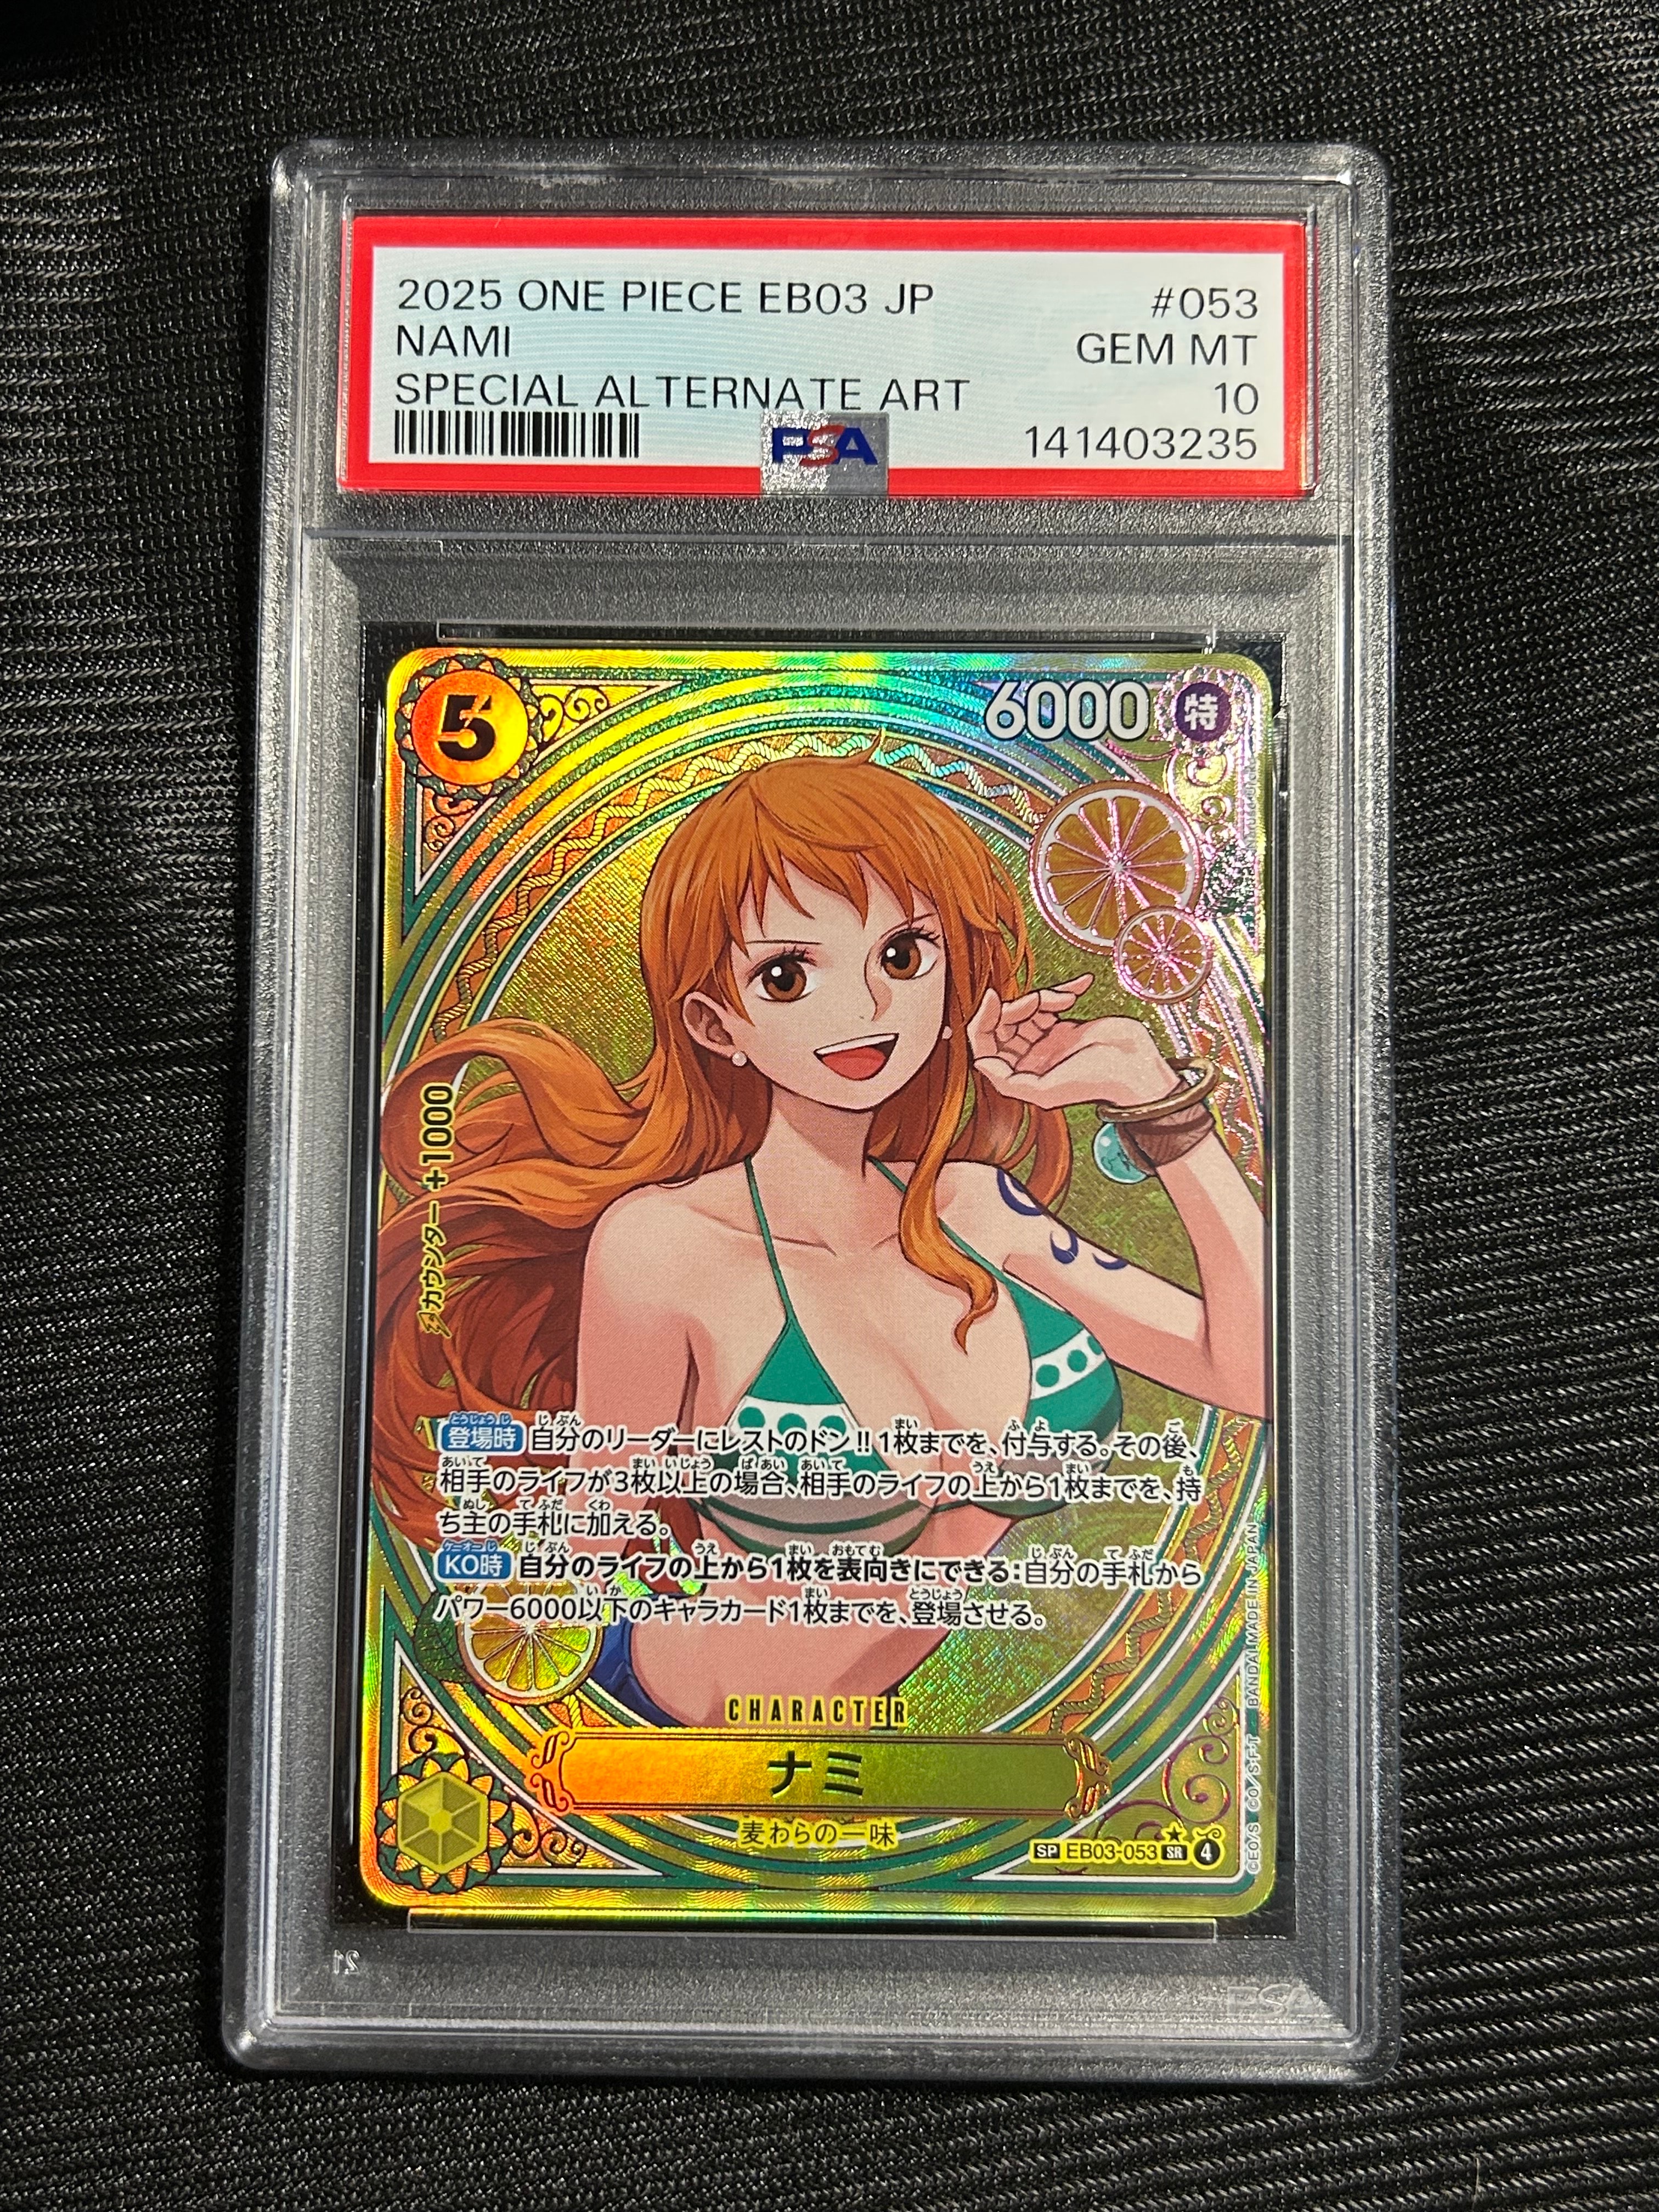 2025 ONE PIECE EB03 JP #053
NAMI GEM MT
SPECIAL ALTERNATE ART 10
PSA 141403235
5 6000 特
カウンター +1000
登場時 自分のリーダーにレストのドン!!1枚までを、付与する。その後、
相手のライフが3枚以上の場合、相手のライフの上から1枚までを、持
ち主の手札に加える。
KO時 自分のライフの上から1枚を表向きにできる:自分の手札から
パワー6000以下のキャラカード1枚までを、登場させる。
CHARACTER
ナミ
麦わらの一味
SP EB03-053 SR 4
©EO/S ©O/S・F・T BANDAI MADE IN JAPAN
21